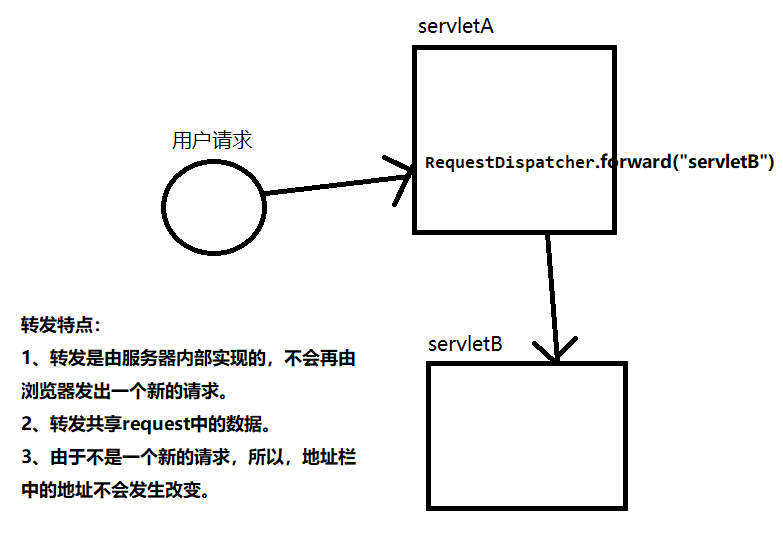 servletA
用户请求
RequestDispatcher.forward("servletB")
转发特点：
1、转发是由服务器内部实现的，不会再由
浏览器发出一个新的请求。
2、转发共享request中的数据。
3、由于不是一个新的请求，所以，地址栏
中的地址不会发生改变。
servletB